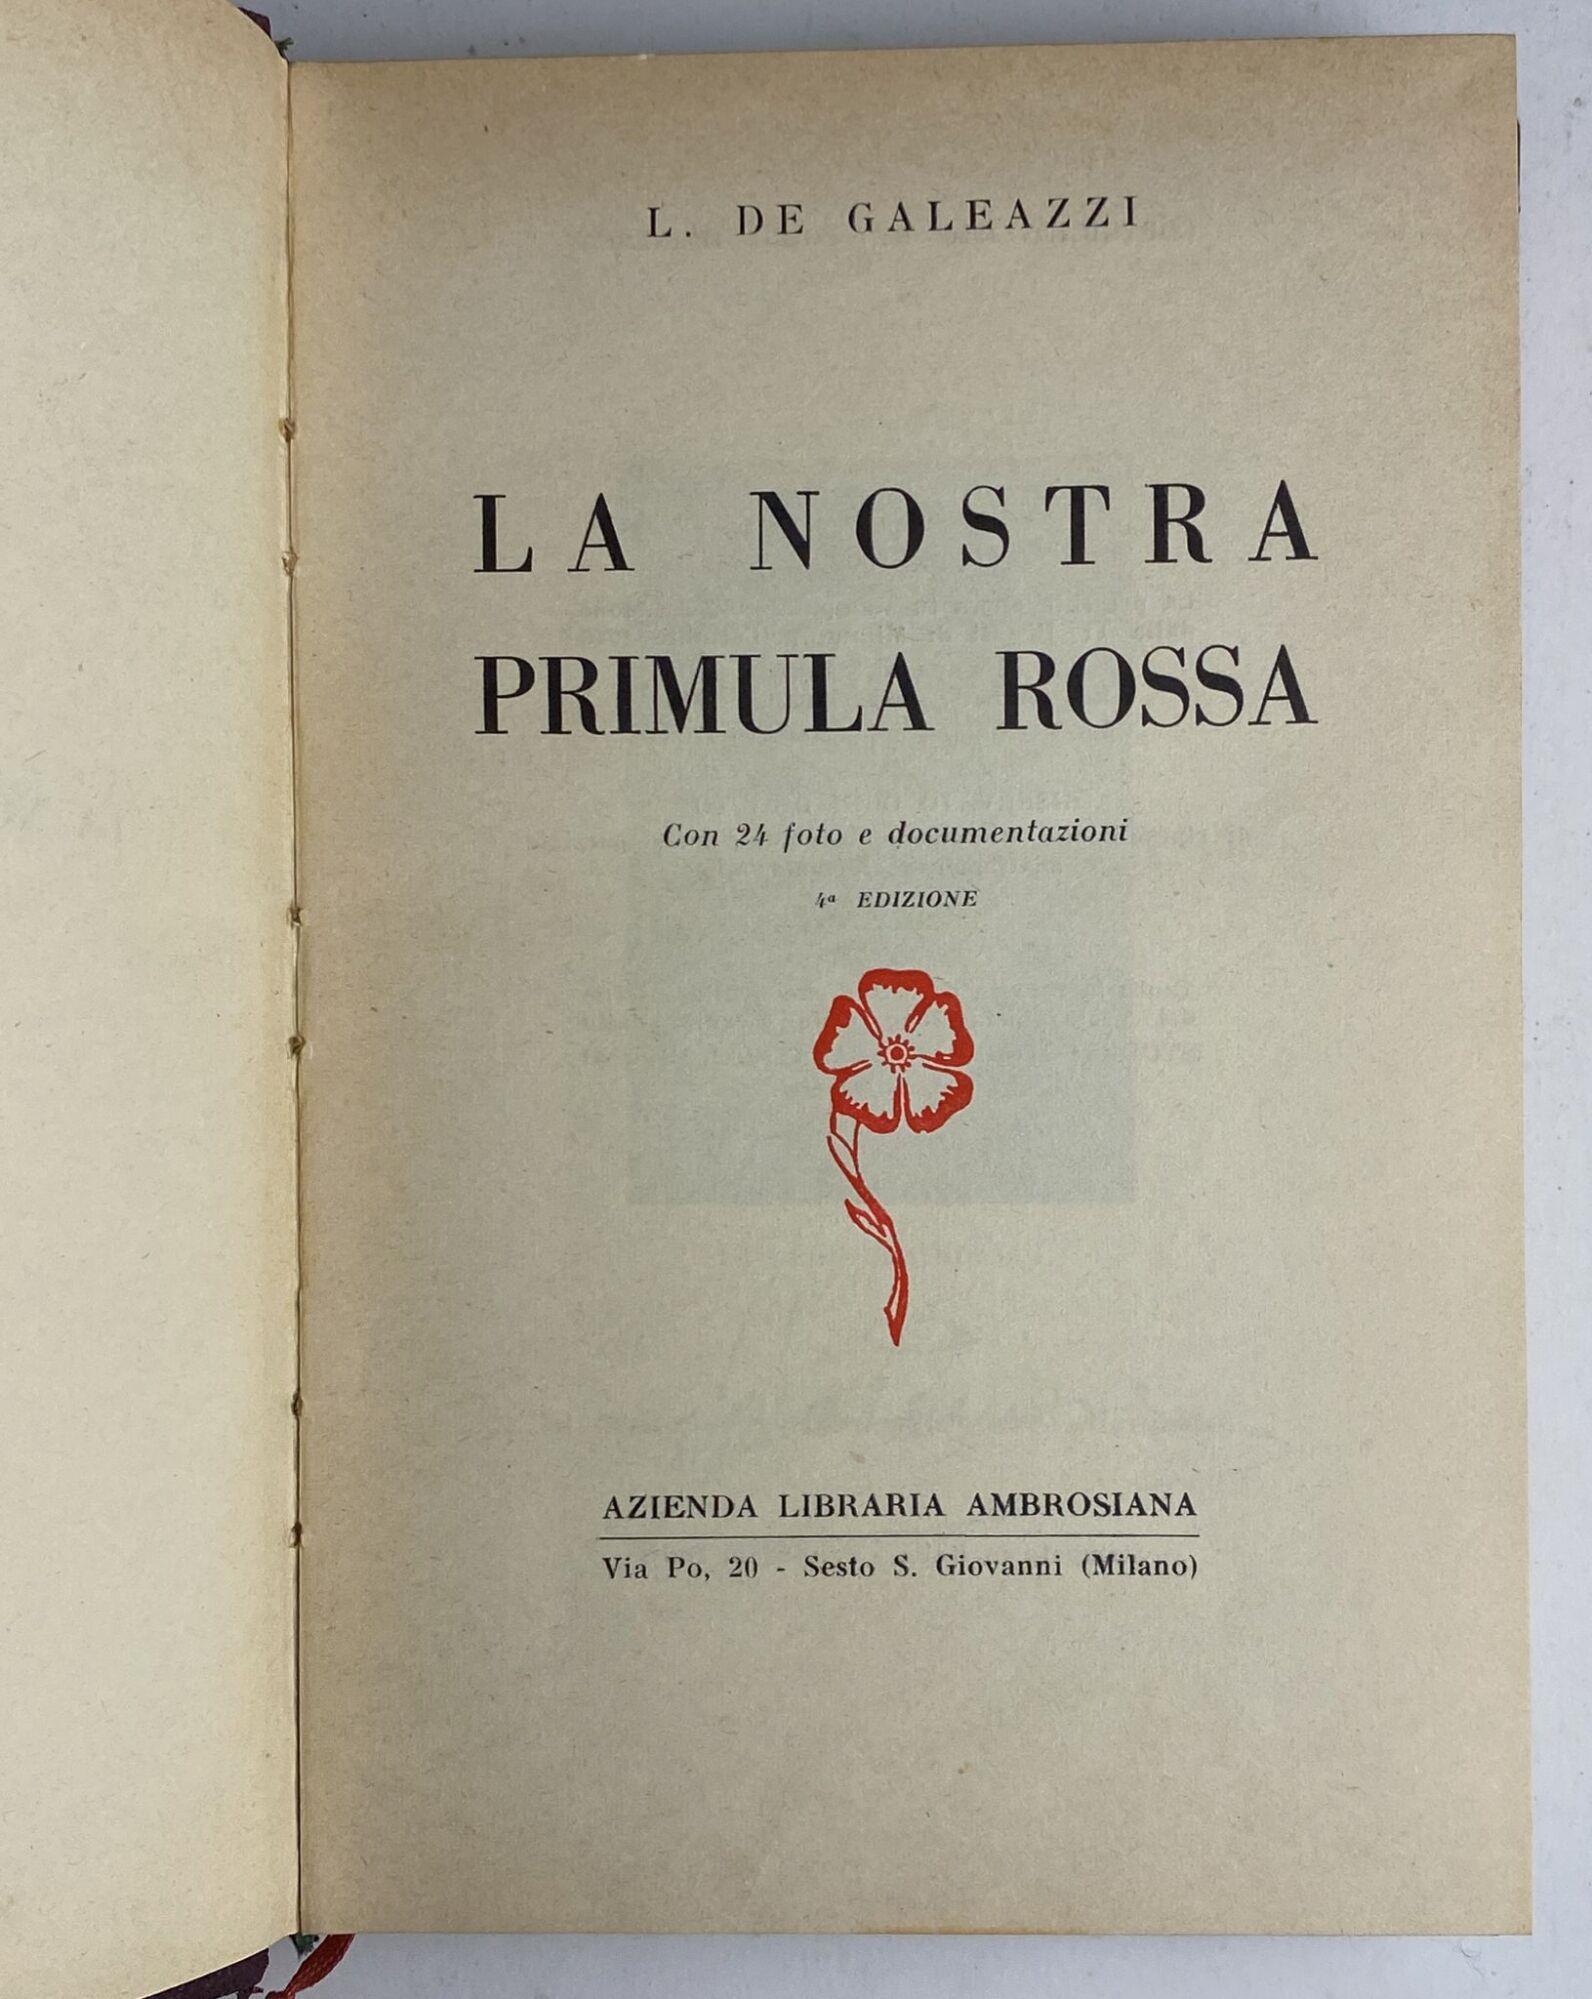 L. DE GALEAZZI
LA NOSTRA
PRIMULA ROSSA
Con 24 foto e documentazioni
4ª EDIZIONE
AZIENDA LIBRARIA AMBROSIANA
Via Po, 20 - Sesto S. Giovanni (Milano)